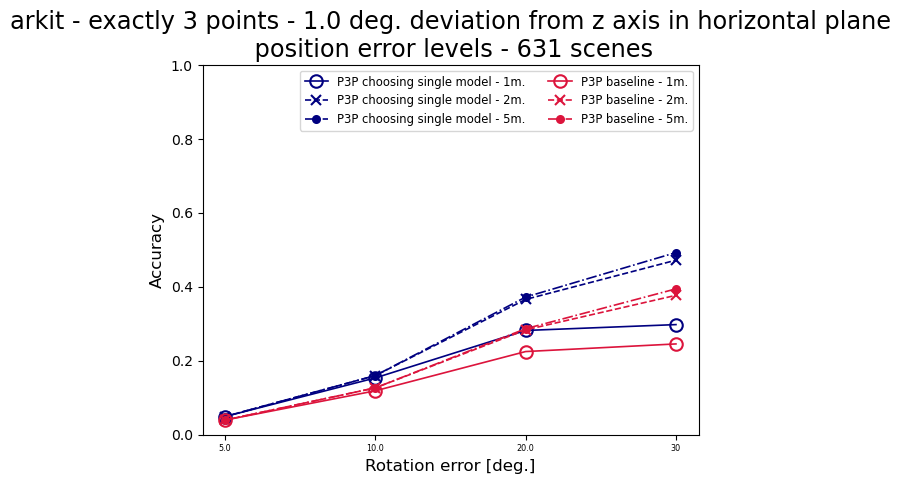 arkit - exactly 3 points - 1.0 deg. deviation from z axis in horizontal plane
position error levels - 631 scenes
P3P choosing single model - 1m.
P3P choosing single model - 2m.
P3P choosing single model - 5m.
P3P baseline - 1m.
P3P baseline - 2m.
P3P baseline - 5m.
Accuracy
1.0
0.8
0.6
0.4
0.2
0.0
5.0 10.0 20.0 30
Rotation error [deg.]